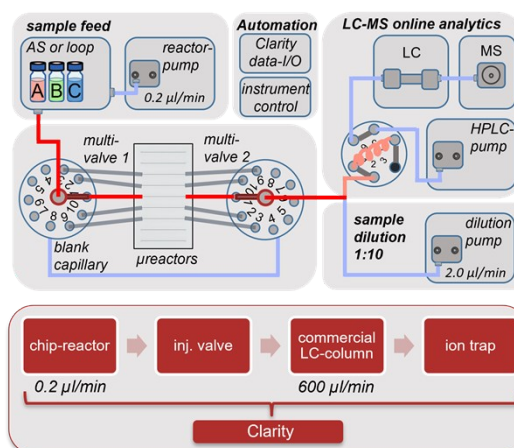 sample feed
AS or loop
A B C
reactor-
pump
0.2 µl/min
Automation
Clarity
data-I/O
instrument
control
LC-MS online analytics
LC
MS
HPLC-
pump
multi-
valve 1
multi-
valve 2
blank
capillary
µreactors
sample
dilution
1:10
dilution
pump
2.0 µl/min
chip-reactor
inj. valve
commercial
LC-column
ion trap
0.2 µl/min
600 µl/min
Clarity